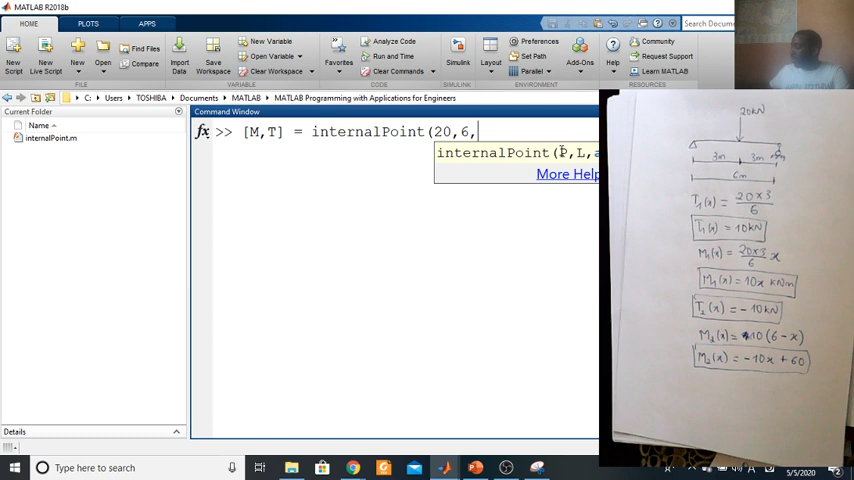 MATLAB R2018b
HOME PLOTS APPS
Search Docum
New Script
New Live Script
New
Open
Find Files
Compare
Import Data
Save Workspace
New Variable
Open Variable
Clear Workspace
Favorites
Analyze Code
Run and Time
Clear Commands
Simulink
Layout
Preferences
Set Path
Parallel
Add-Ons
Help
Community
Request Support
Learn MATLAB
FILE VARIABLE CODE SIMULINK ENVIRONMENT RESOURCES
C: Users TOSHIBA Documents MATLAB MATLAB Programming with Applications for Engineers
Current Folder
Name
internalPoint.m
Details
Command Window
fx >> [M,T] = internalPoint(20,6,
internalPoint(P,L,a
More Help
20kN
3m 3m
6m
T₁(x) = 20x3/6
T₁(x) = 10kN
M₁(x) = 20x3/6 x
M₁(x) = 10x kNm
T₂(x) = -10kN
M₂(x) = 10(6-x)
M₂(x) = -10x + 60
Type here to search
5/5/2020
2